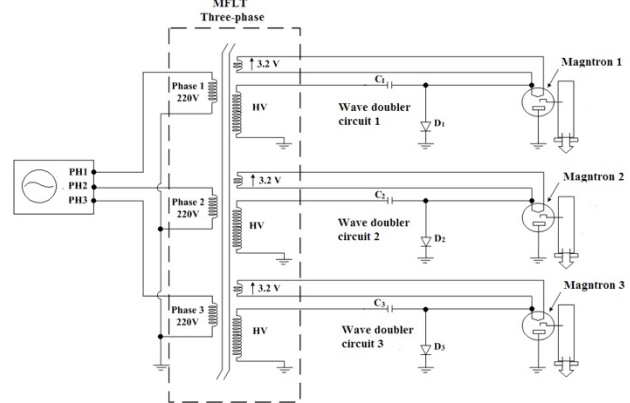 MFLT
Three-phase
3.2 V
Magntron 1
Phase 1
220V
C1
HV
Wave doubler
circuit 1
D1
PH1
PH2
PH3
3.2 V
Magntron 2
Phase 2
220V
C2
HV
Wave doubler
circuit 2
D2
3.2 V
Magntron 3
Phase 3
220V
C3
HV
Wave doubler
circuit 3
D3